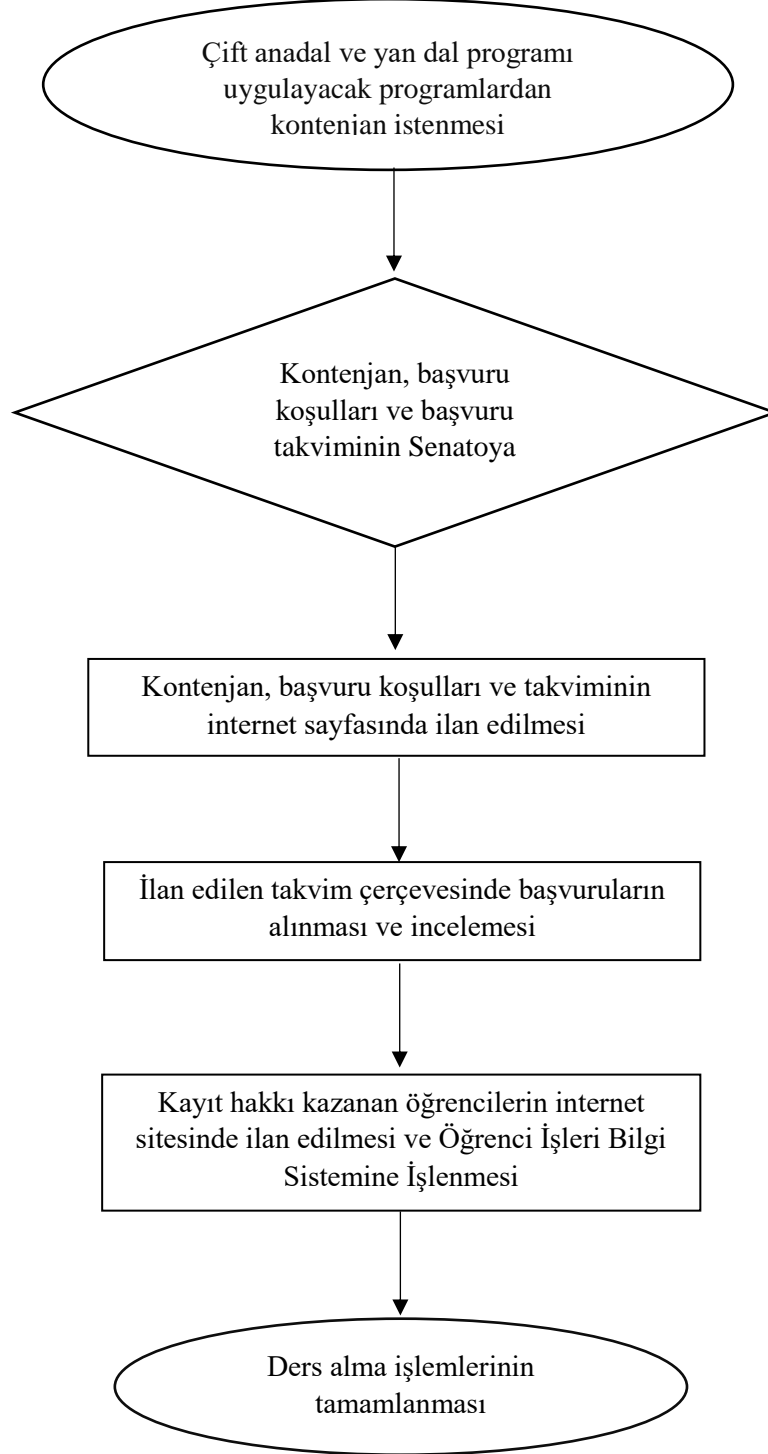 Çift anadal ve yan dal programı
uygulayacak programlardan
kontenjan istenmesi
Kontenjan, başvuru
koşulları ve başvuru
takviminin Senatoya
Kontenjan, başvuru koşulları ve takviminin
internet sayfasında ilan edilmesi
İlan edilen takvim çerçevesinde başvuruların
alınması ve incelemesi
Kayıt hakkı kazanan öğrencilerin internet
sitesinde ilan edilmesi ve Öğrenci İşleri Bilgi
Sistemine İşlenmesi
Ders alma işlemlerinin
tamamlanması